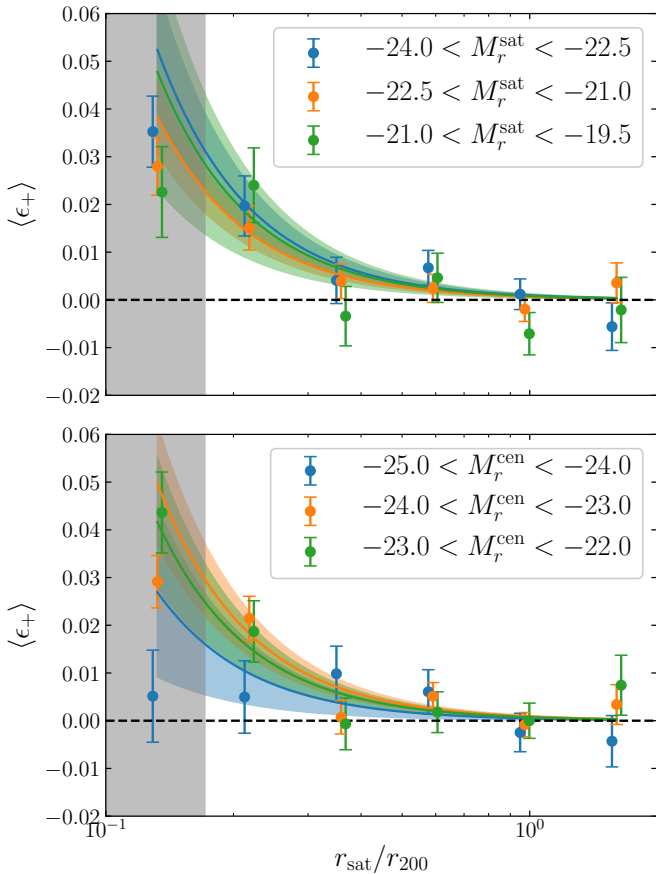 0.06
0.05
0.04
0.03
0.02
0.01
0.00
−0.01
−0.02
⟨ϵ₊⟩
−24.0 < M_r^sat < −22.5
−22.5 < M_r^sat < −21.0
−21.0 < M_r^sat < −19.5
0.06
0.05
0.04
0.03
0.02
0.01
0.00
−0.01
−0.02
⟨ϵ₊⟩
−25.0 < M_r^cen < −24.0
−24.0 < M_r^cen < −23.0
−23.0 < M_r^cen < −22.0
10⁻¹ 10⁰
r_sat/r_200